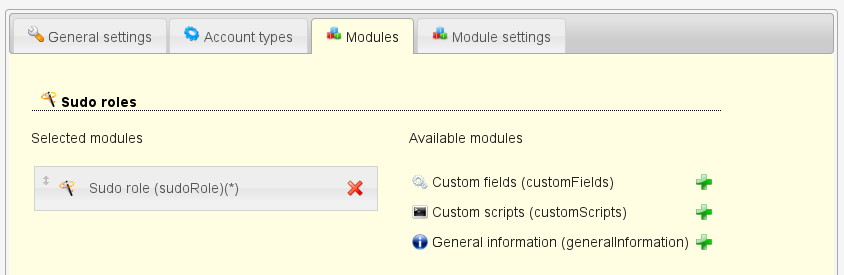 General settings
Account types
Modules
Module settings
Sudo roles
Selected modules
Available modules
Sudo role (sudoRole)(*)
Custom fields (customFields)
Custom scripts (customScripts)
General information (generalInformation)